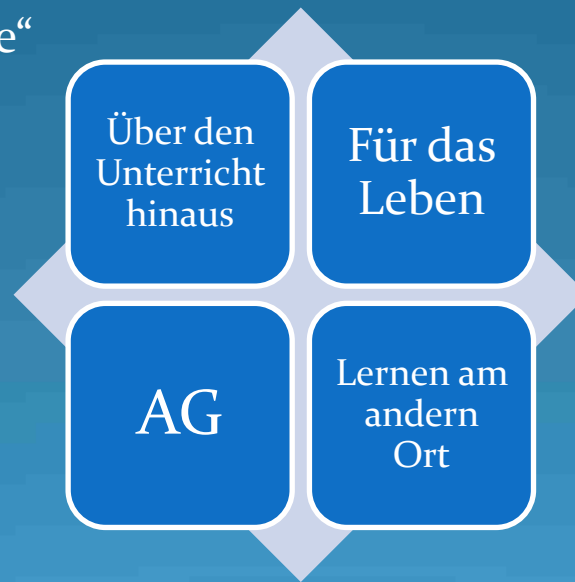 e“
Über den
Unterricht
hinaus
Für das
Leben
AG
Lernen am
andern
Ort